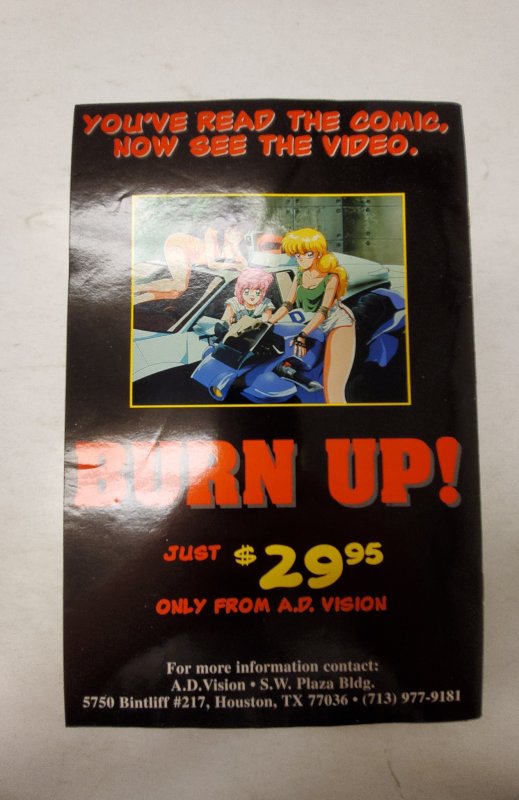 YOU'VE READ THE COMIC,
NOW SEE THE VIDEO.
D
BURN UP!
JUST $29.95
ONLY FROM A.D. VISION
For more information contact:
A.D.Vision • S.W. Plaza Bldg.
5750 Bintliff #217, Houston, TX 77036 • (713) 977-9181